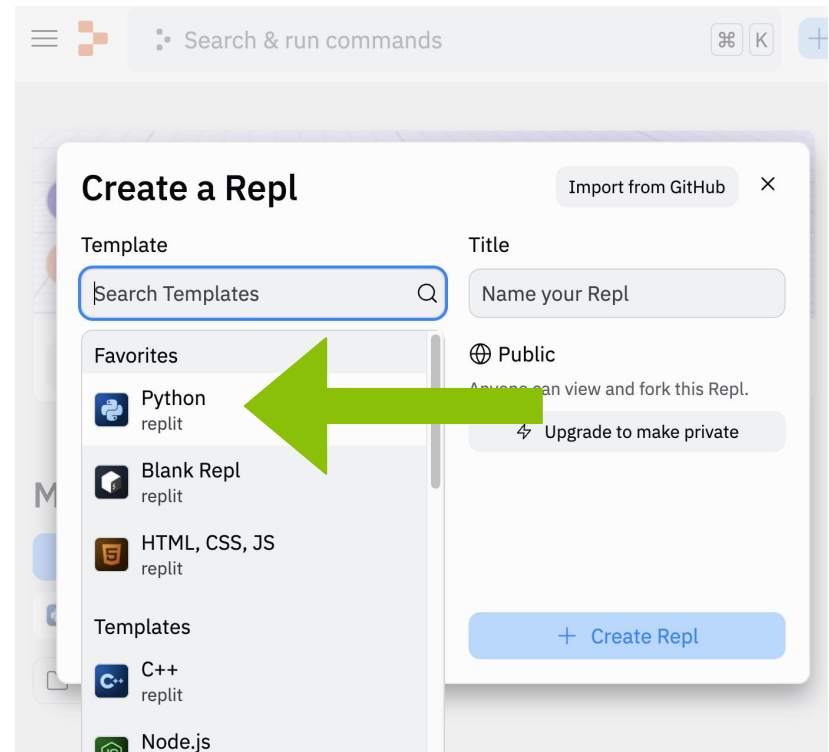 Search & run commands
⌘ K
Create a Repl
Import from GitHub
Template
Title
Search Templates
Name your Repl
Favorites
Python
replit
Blank Repl
replit
HTML, CSS, JS
replit
Templates
C++
replit
Node.js
Public
can view and fork this Repl.
Upgrade to make private
+ Create Repl